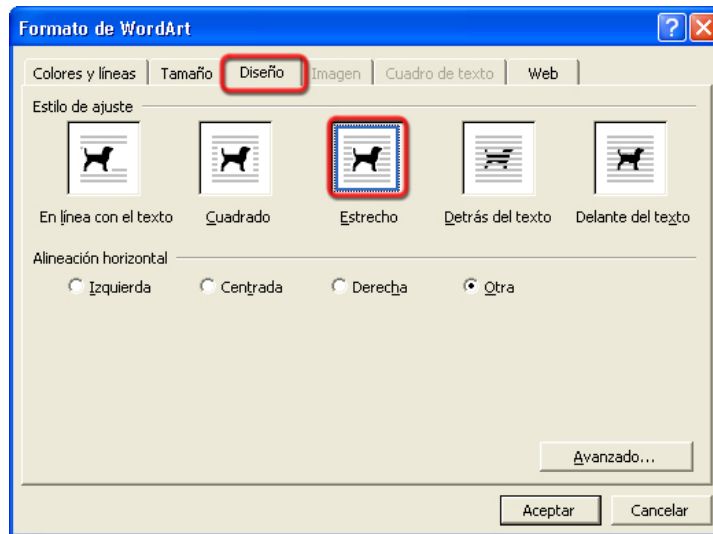 Formato de WordArt
Colores y líneas Tamaño Diseño Imagen Cuadro de texto Web
Estilo de ajuste
En línea con el texto Cuadrado Estrecho Detrás del texto Delante del texto
Alineación horizontal
Izquierda Centrada Derecha Otra
Avanzado...
Aceptar Cancelar